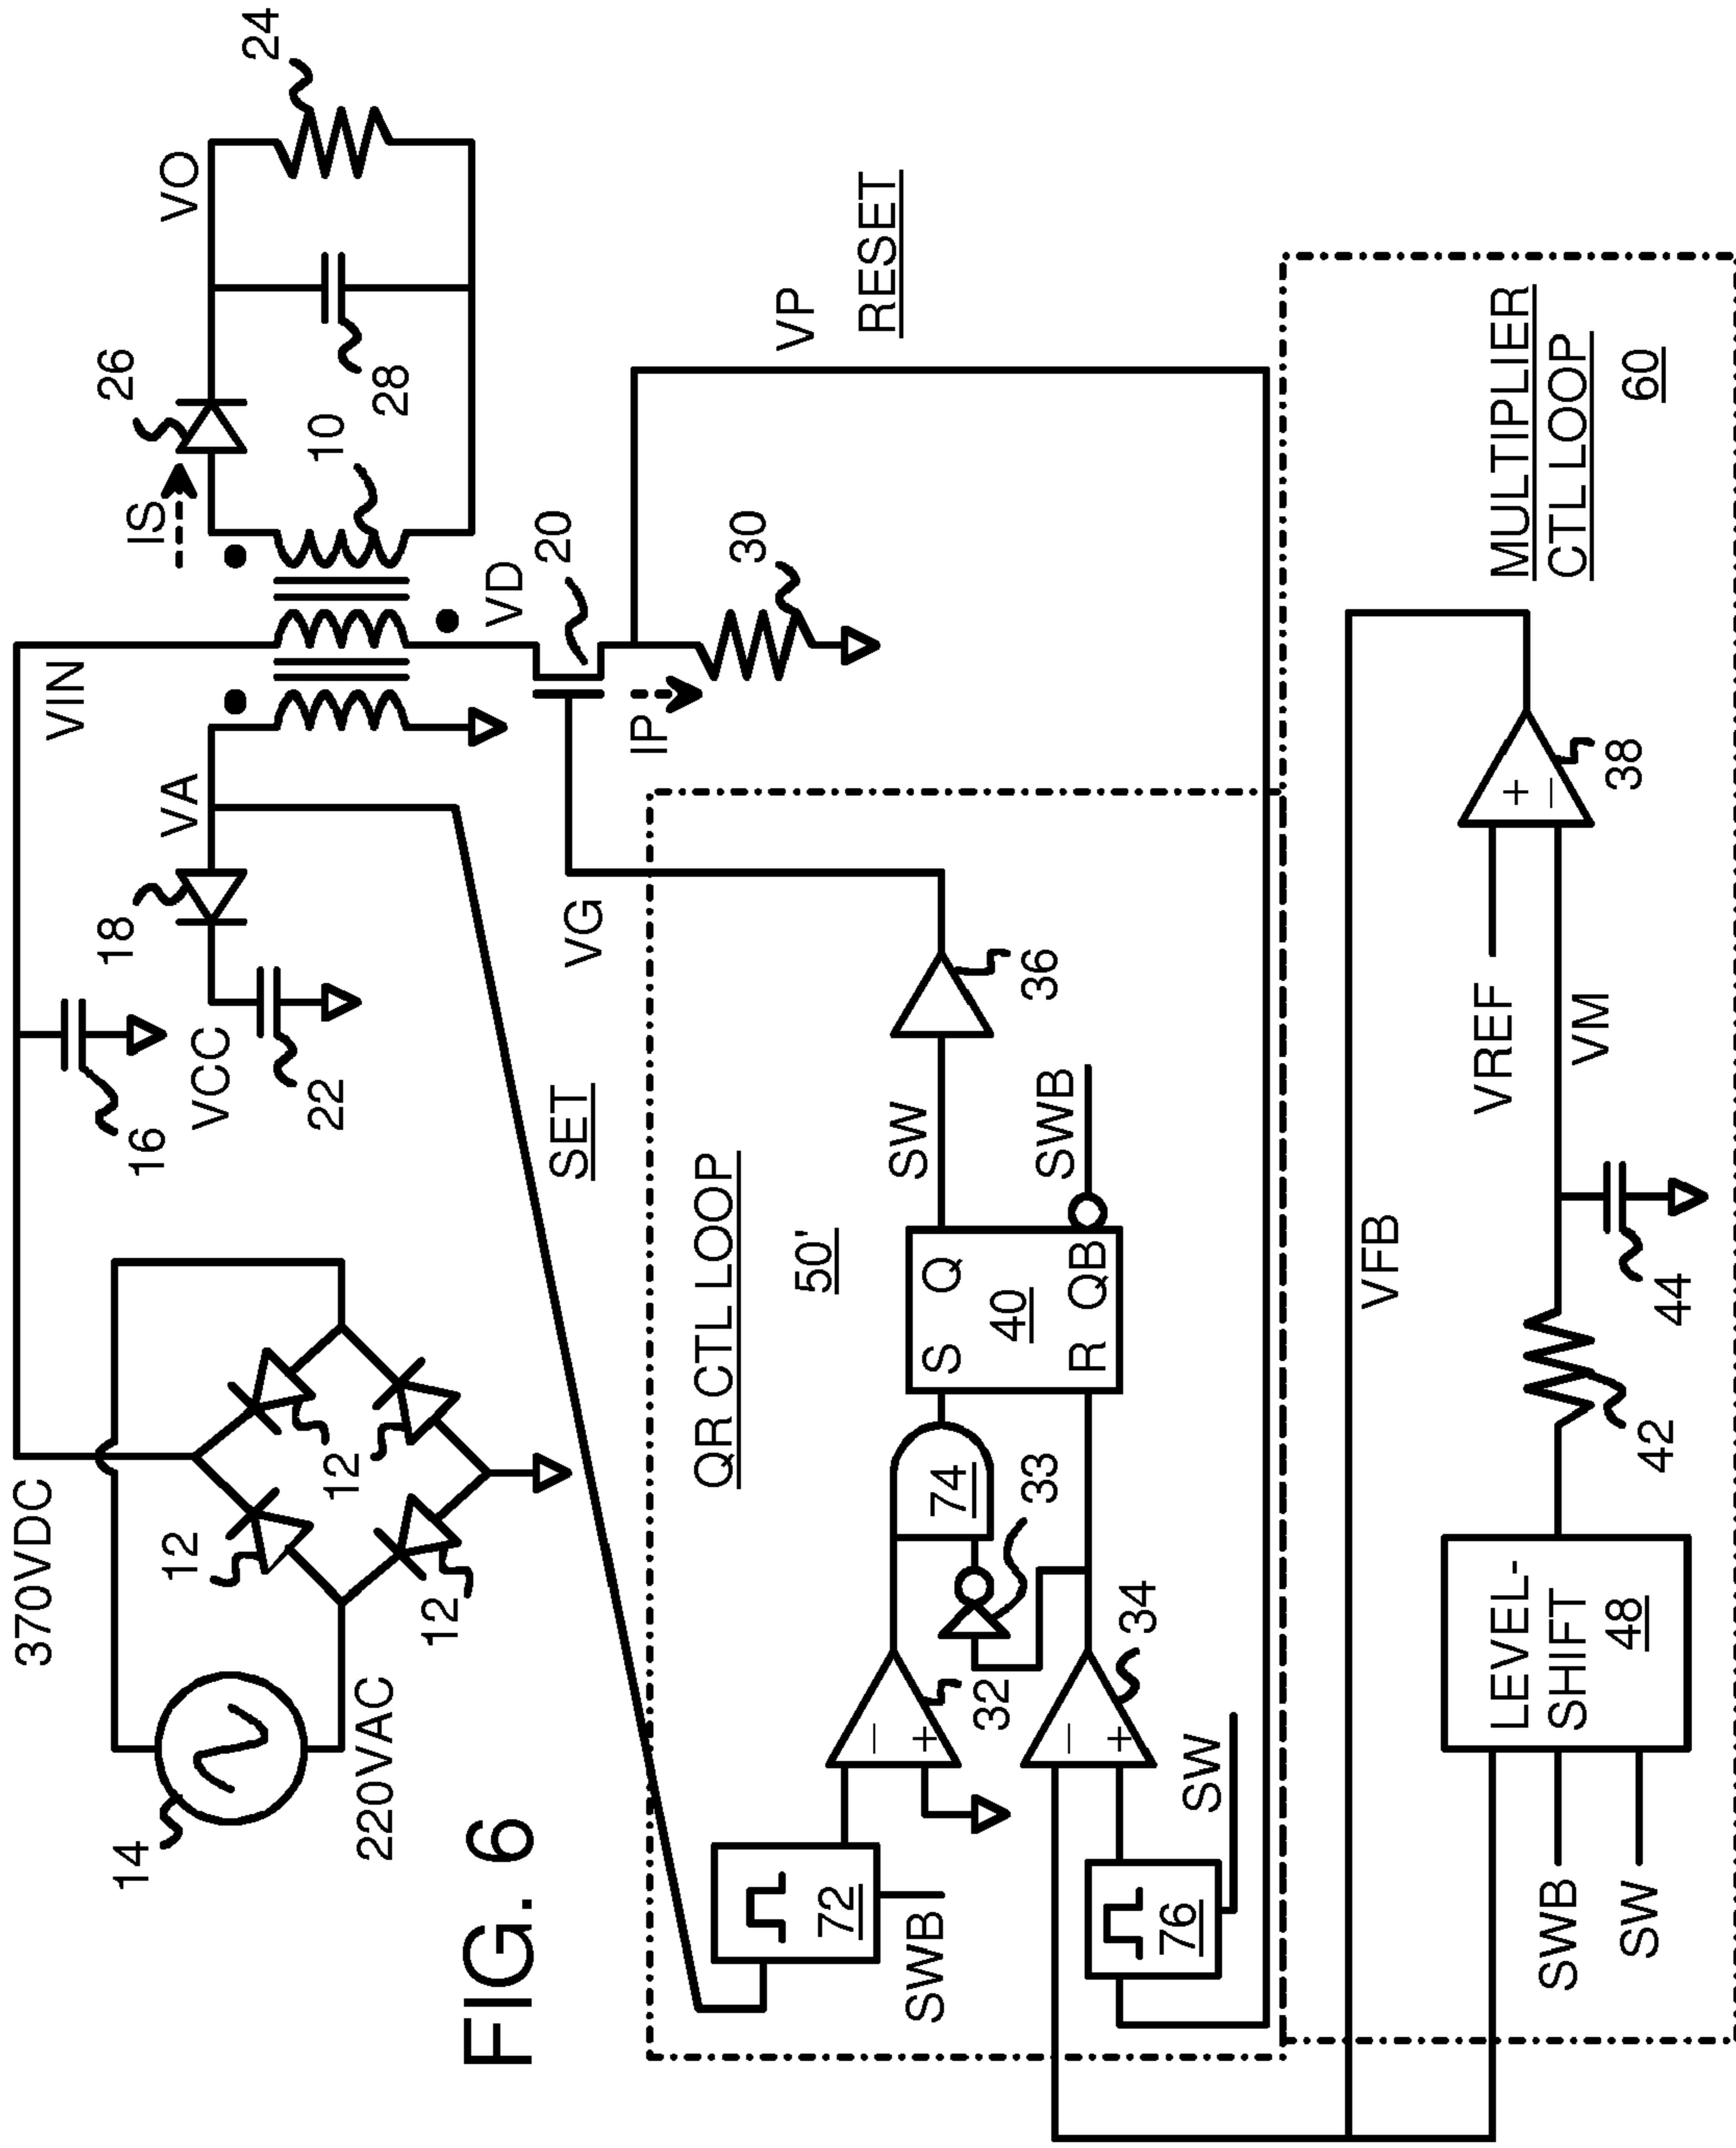 FIG. 6
370VDC
VIN
14
220VAC
12
12
12
12
16
VCC
22
18
VA
10
IS
26
28
VO
24
VD
20
IP
30
VP
RESET
SET
VG
QR CTL LOOP
50'
72
SWB
76
SW
− +
32
− +
34
33
74
S Q
40
R QB
SW
SWB
36
MULTIPLIER
CTL LOOP
60
VFB
SWB
SW
LEVEL-
SHIFT
48
42
44
VM
VREF
+ −
38